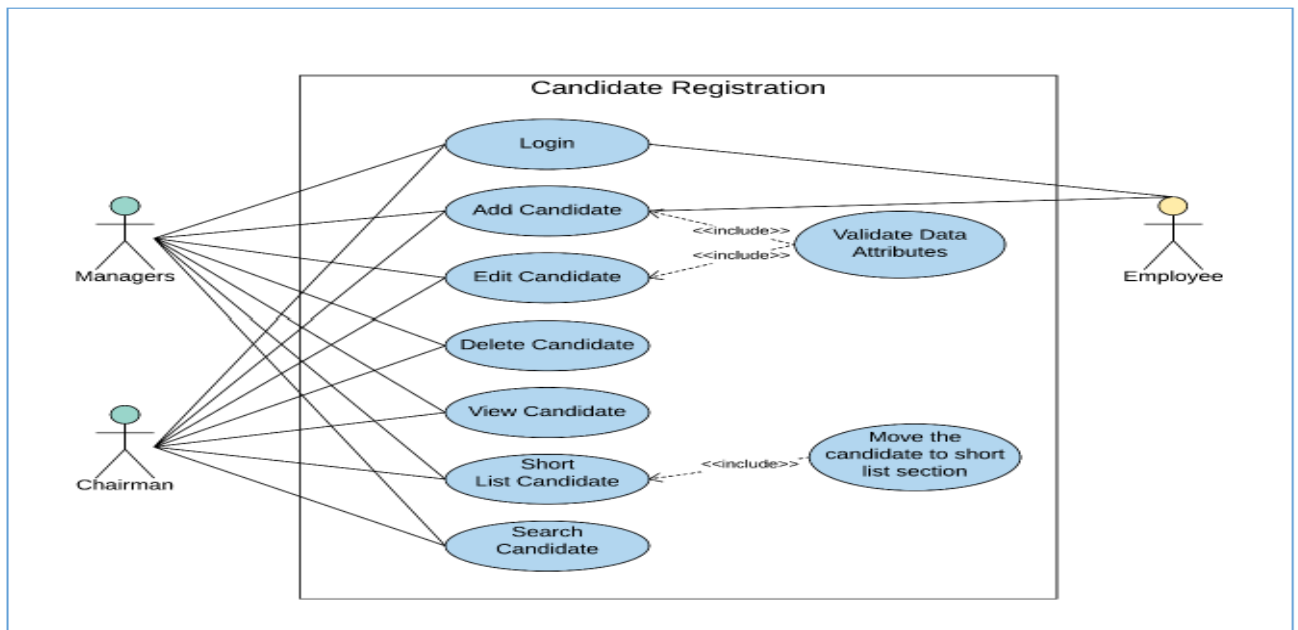 Candidate Registration
Login
Add Candidate
<<include>>
Validate Data
Attributes
<<include>>
Managers
Edit Candidate
Employee
Delete Candidate
View Candidate
Move the
candidate to short
list section
<<include>>
Short
List Candidate
Chairman
Search
Candidate